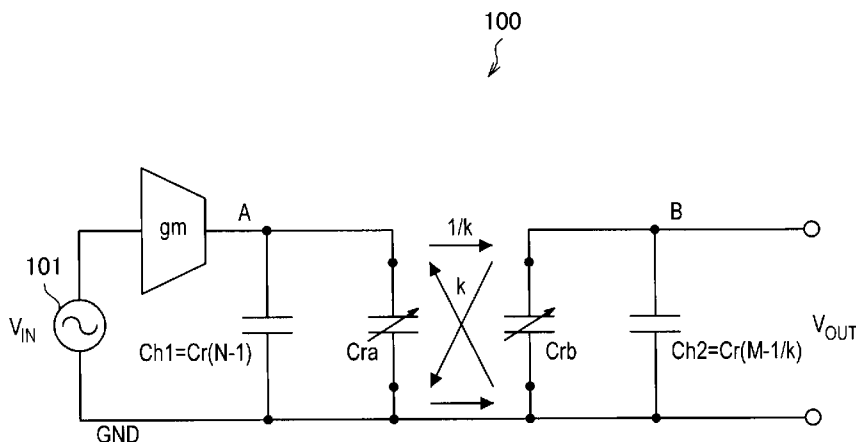 100
gm
A
1/k
B
101
k
V_IN
Ch1=Cr(N-1)
Cra
Crb
Ch2=Cr(M-1/k)
V_OUT
GND